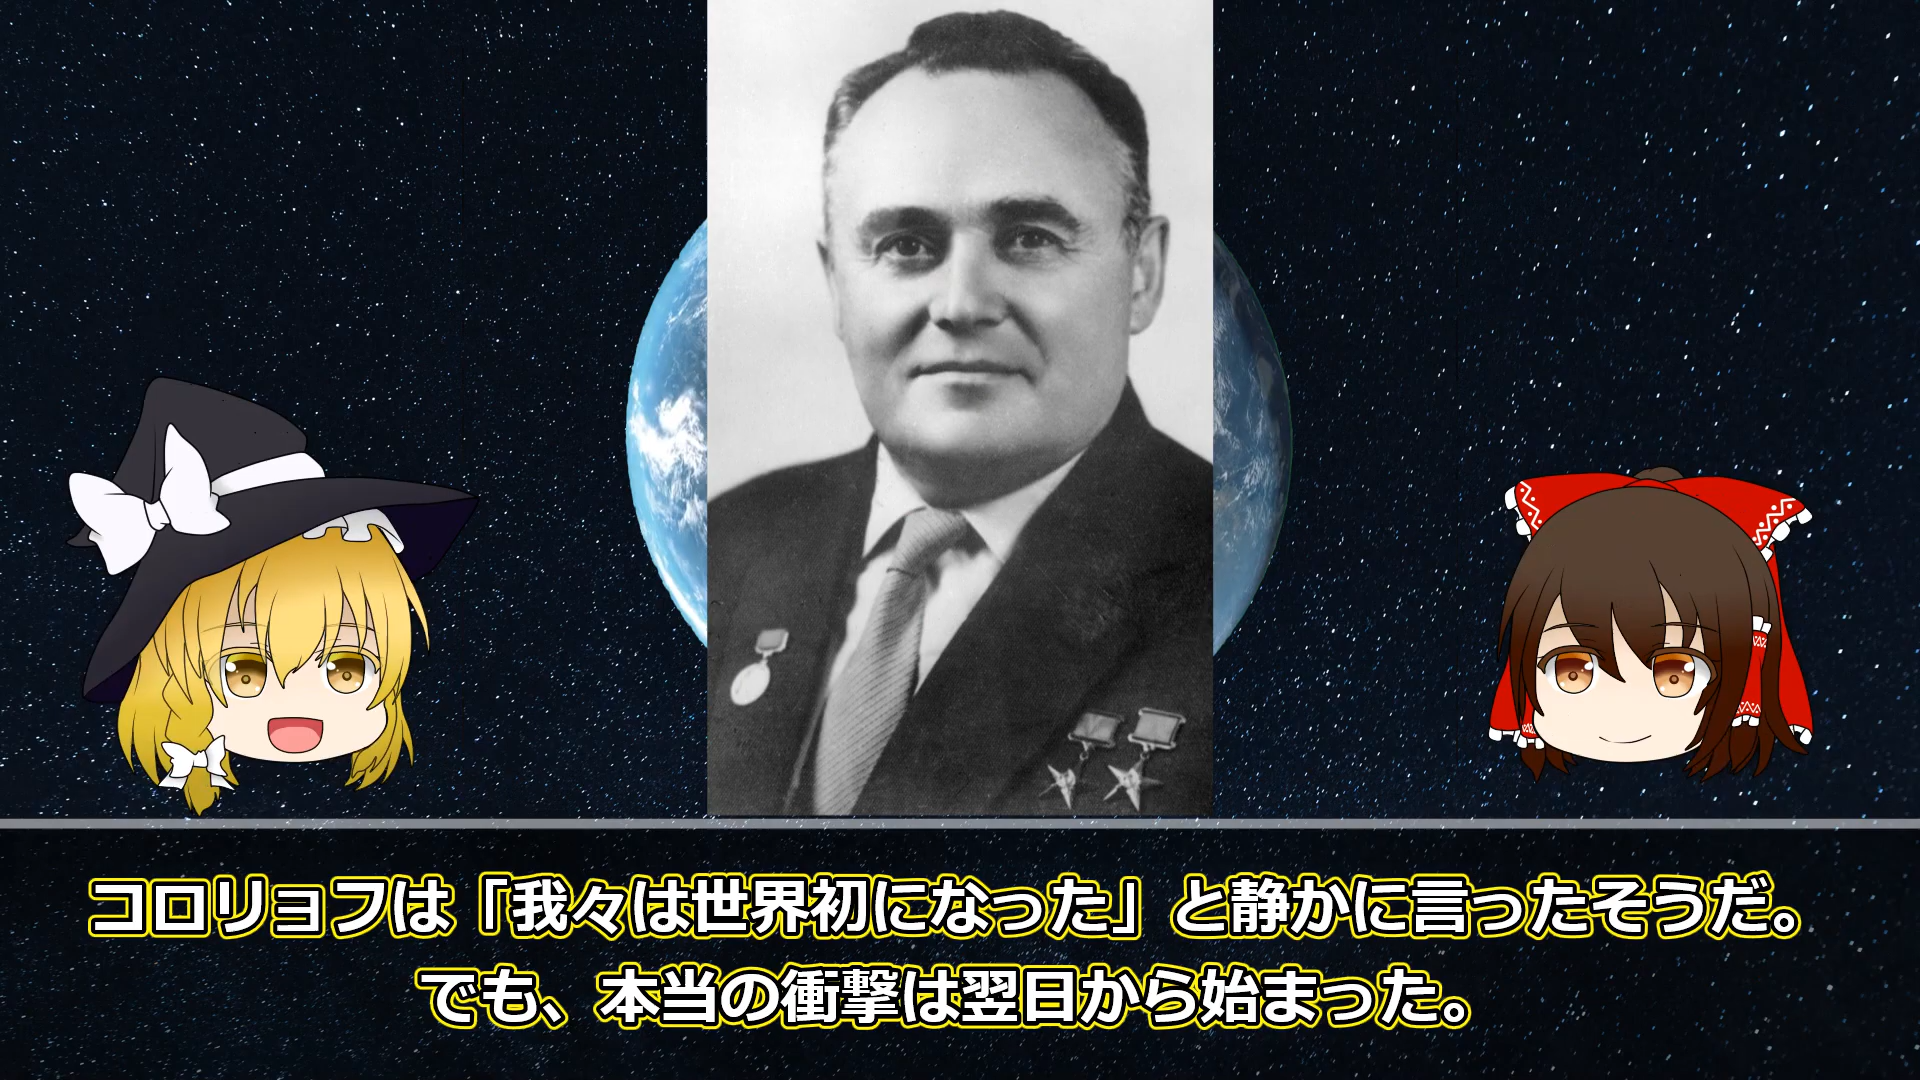 コロリョフは「我々は世界初になった」と静かに言ったそうだ。
でも、本当の衝撃は翌日から始まった。